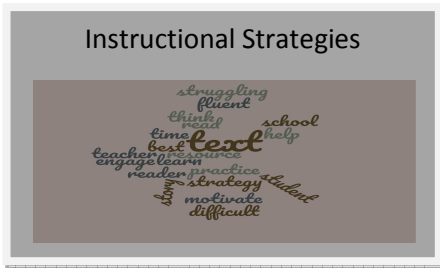 Instructional Strategies
struggling
fluent
think
read
school
time
text
help
best
teacher resource
engage learn
reader practice
story strategy student
motivate
difficult